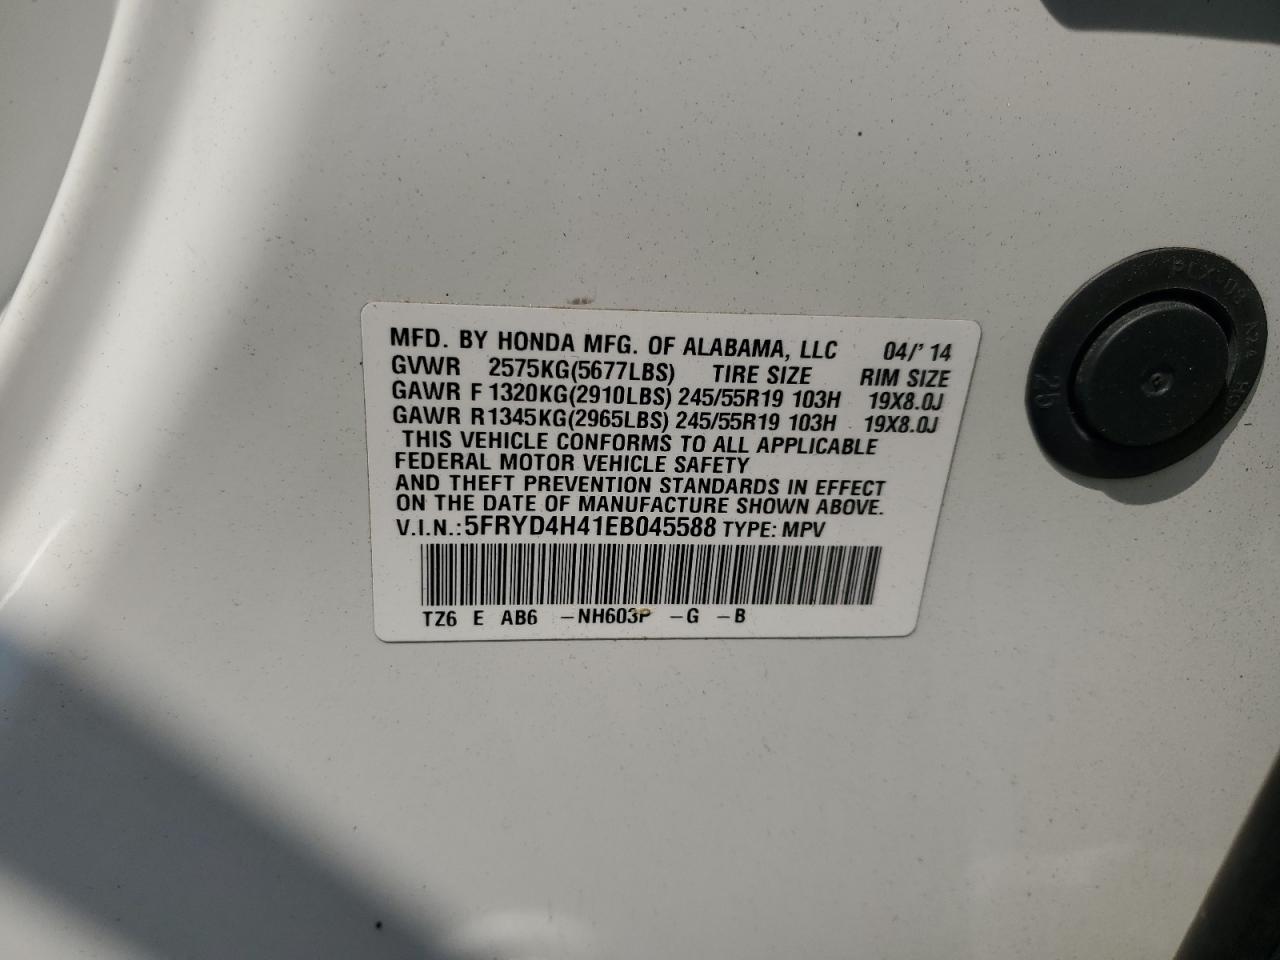 MFD. BY HONDA MFG. OF ALABAMA, LLC 04/' 14
GVWR 2575KG(5677LBS) TIRE SIZE RIM SIZE
GAWR F 1320KG(2910LBS) 245/55R19 103H 19X8.0J
GAWR R1345KG(2965LBS) 245/55R19 103H 19X8.0J
THIS VEHICLE CONFORMS TO ALL APPLICABLE
FEDERAL MOTOR VEHICLE SAFETY
AND THEFT PREVENTION STANDARDS IN EFFECT
ON THE DATE OF MANUFACTURE SHOWN ABOVE.
V.I.N.:5FRYD4H41EB045588 TYPE: MPV
TZ6 E AB6 -NH603P -G -B
25